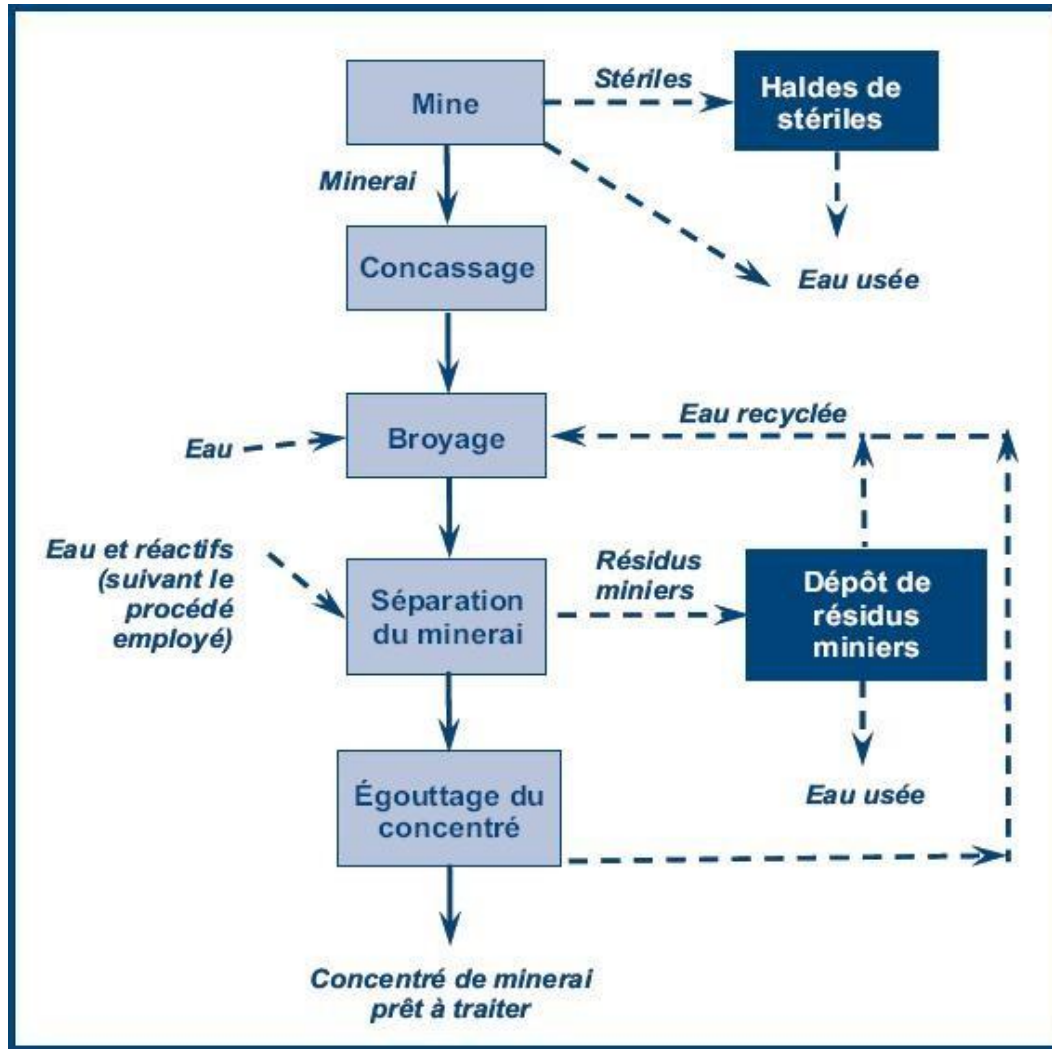 Stériles
Haldes de
stériles
Mine
Minerai
Concassage
Eau usée
Eau recyclée
Broyage
Eau
Eau et réactifs
(suivant le
procédé
employé)
Séparation
du minerai
Résidus
miniers
Dépôt de
résidus
miniers
Égouttage du
concentré
Eau usée
Concentré de minerai
prêt à traiter